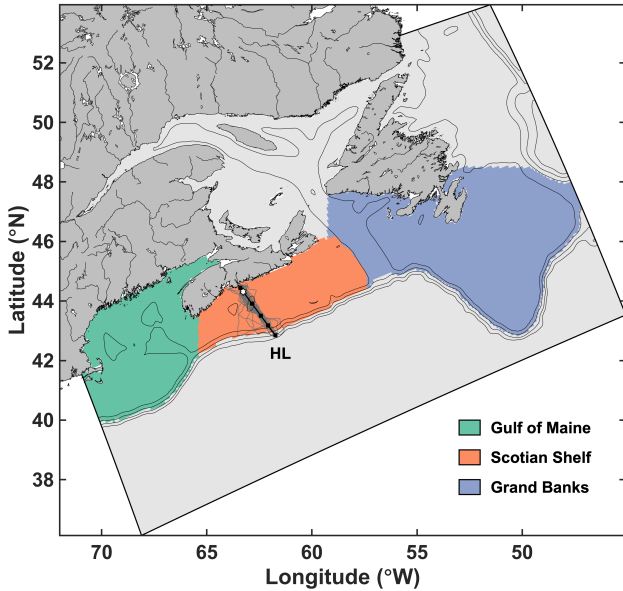 52
50
48
46
44
42
40
38
Latitude (°N)
HL
Gulf of Maine
Scotian Shelf
Grand Banks
70 65 60 55 50
Longitude (°W)